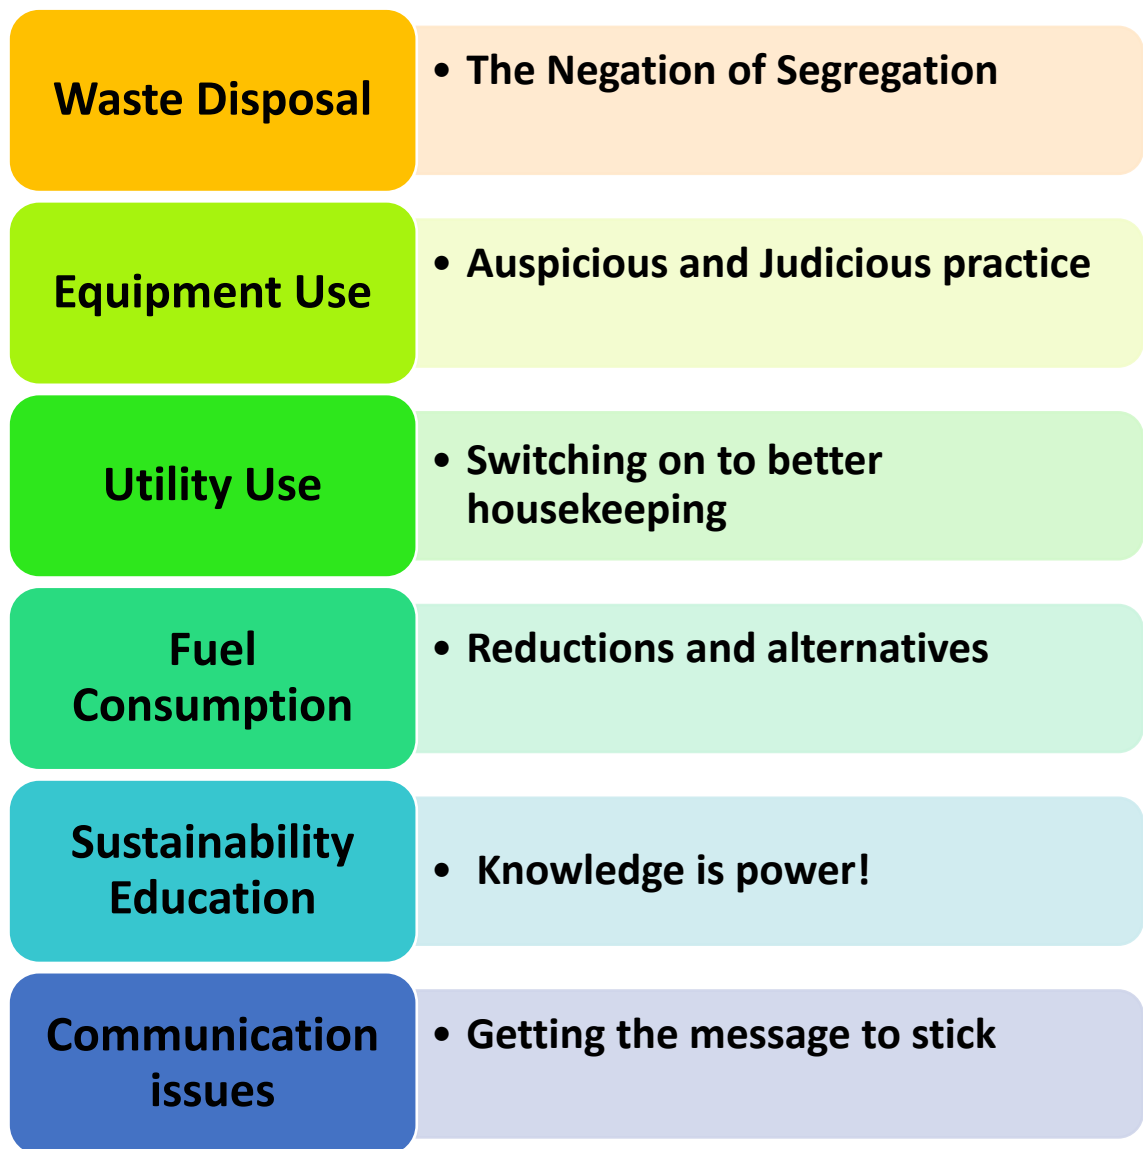 Waste Disposal
• The Negation of Segregation
Equipment Use
• Auspicious and Judicious practice
Utility Use
• Switching on to better
housekeeping
Fuel
Consumption
• Reductions and alternatives
Sustainability
Education
• Knowledge is power!
Communication
issues
• Getting the message to stick